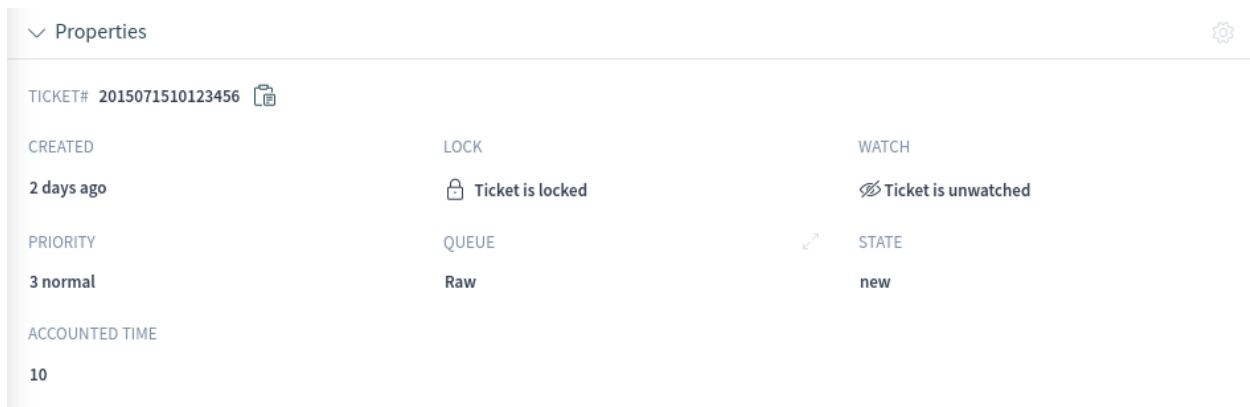 Properties
TICKET# 2015071510123456
CREATED LOCK WATCH
2 days ago Ticket is locked Ticket is unwatched
PRIORITY QUEUE STATE
3 normal Raw new
ACCOUNTED TIME
10